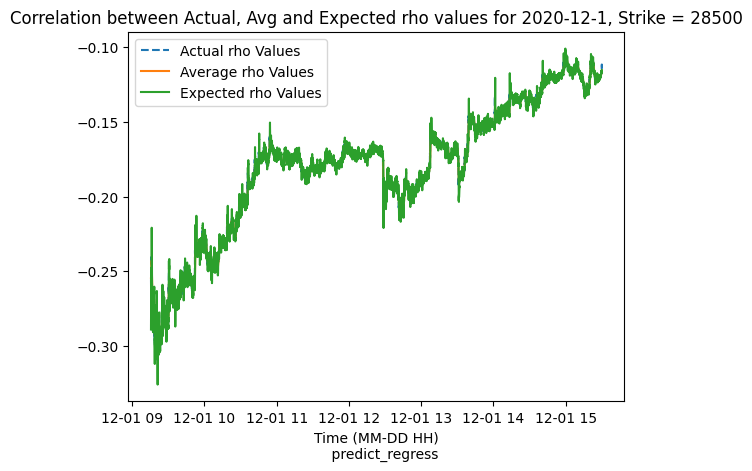 Correlation between Actual, Avg and Expected rho values for 2020-12-1, Strike = 28500
Actual rho Values
Average rho Values
Expected rho Values
−0.10
−0.15
−0.20
−0.25
−0.30
12-01 09 12-01 10 12-01 11 12-01 12 12-01 13 12-01 14 12-01 15
Time (MM-DD HH)
predict_regress